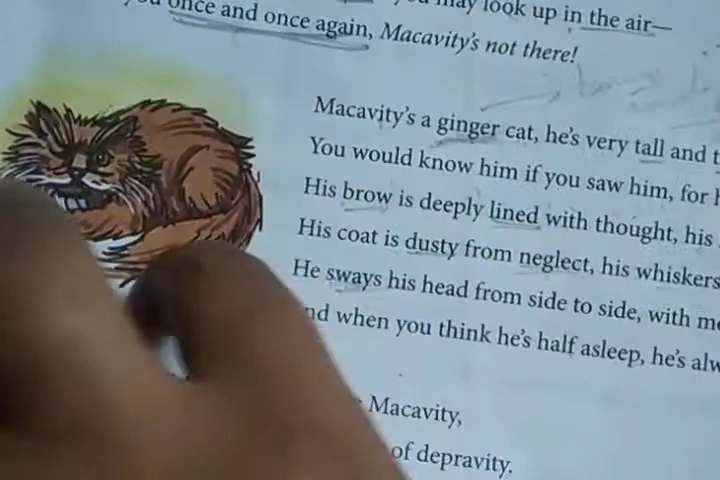 you may look up in the air—
once and once again, Macavity's not there!
Macavity's a ginger cat, he's very tall and
You would know him if you saw him, for
His brow is deeply lined with thought, his
His coat is dusty from neglect, his whiskers
He sways his head from side to side, with
when you think he's half asleep, he's
Macavity,
of depravity.